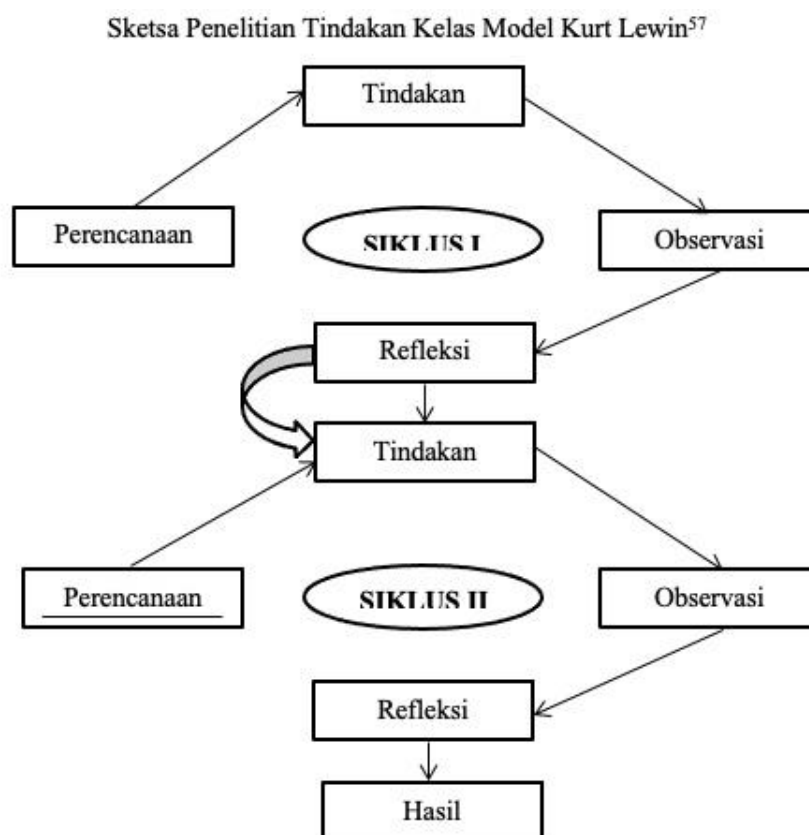 Sketsa Penelitian Tindakan Kelas Model Kurt Lewin⁵⁷
Tindakan
Perencanaan
SIKLUS I
Observasi
Refleksi
Tindakan
Perencanaan
SIKLUS II
Observasi
Refleksi
Hasil